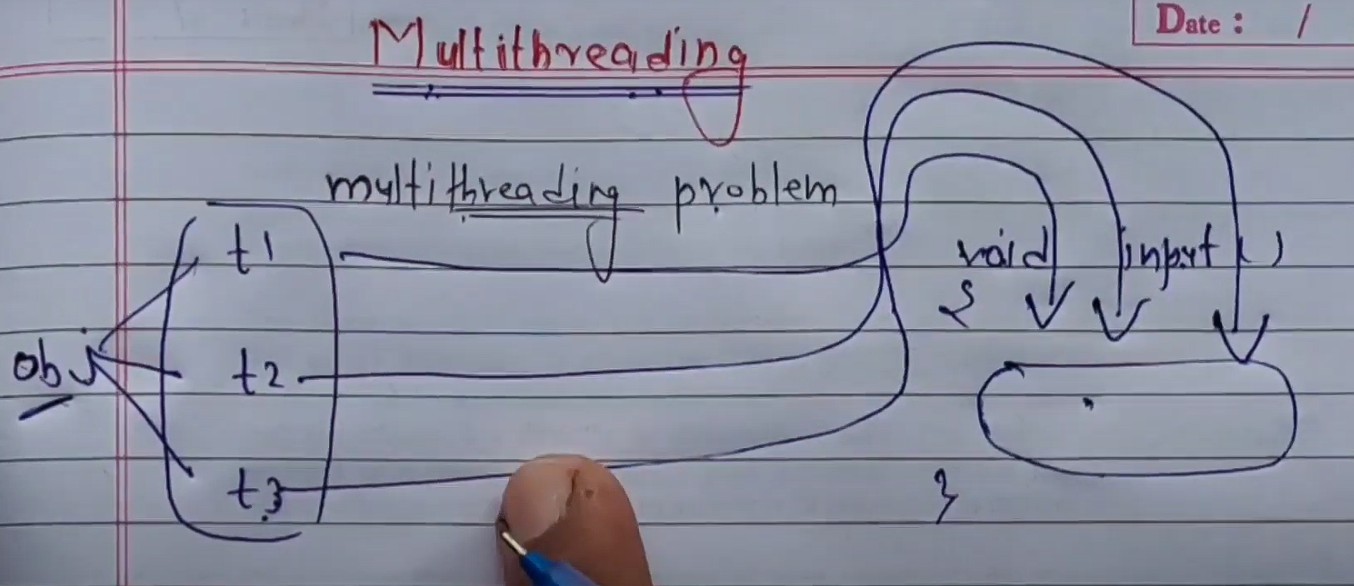 Date : /
Multithreading
multithreading problem
t1
void input ()
{
obj
t2
t3
}